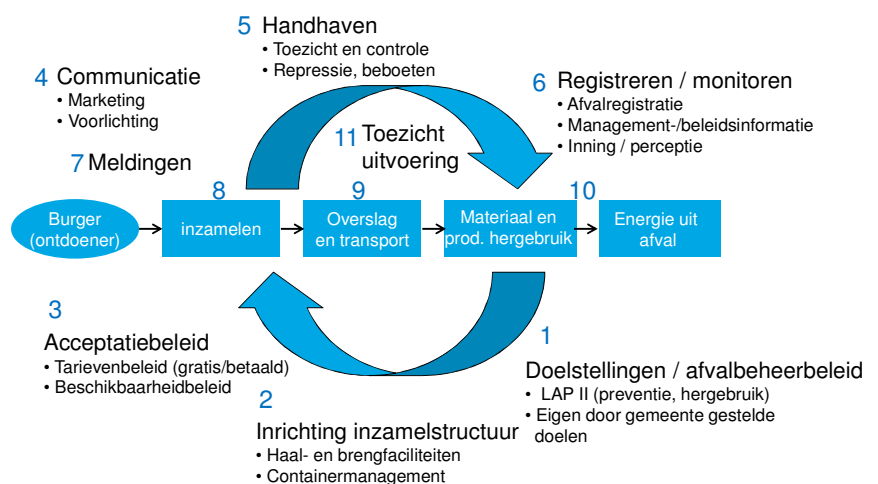 5 Handhaven
• Toezicht en controle
• Repressie, beboeten
4 Communicatie
• Marketing
• Voorlichting
6 Registreren / monitoren
• Afvalregistratie
• Management-/beleidsinformatie
• Inning / perceptie
11 Toezicht
uitvoering
7 Meldingen
8
9
10
Burger
(ontdoener)
inzamelen
Overslag
en transport
Materiaal en
prod. hergebruik
Energie uit
afval
3
Acceptatiebeleid
• Tarievenbeleid (gratis/betaald)
• Beschikbaarheidbeleid
1
Doelstellingen / afvalbeheerbeleid
• LAP II (preventie, hergebruik)
• Eigen door gemeente gestelde
doelen
2
Inrichting inzamelstructuur
• Haal- en brengfaciliteiten
• Containermanagement